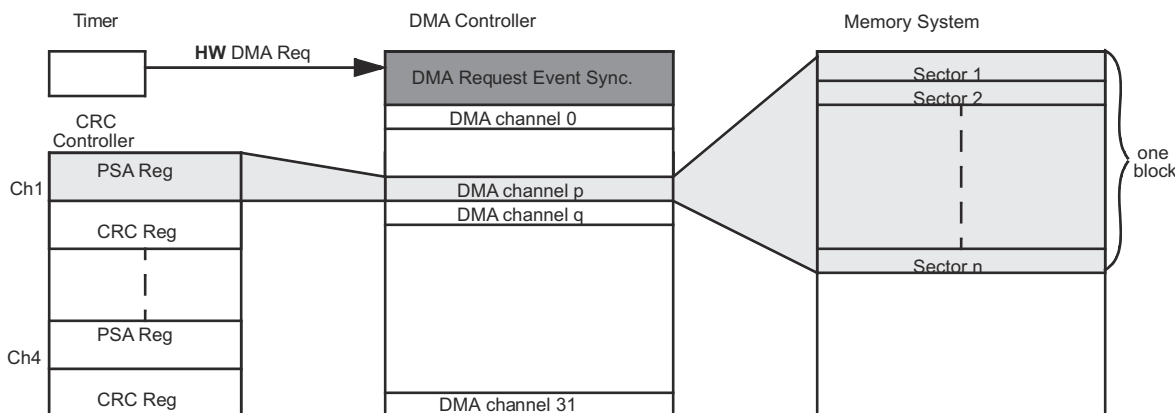 Timer
DMA Controller
Memory System
HW DMA Req
DMA Request Event Sync.
Sector 1
Sector 2
DMA channel 0
CRC
Controller
one
block
Ch1
PSA Reg
DMA channel p
CRC Reg
DMA channel q
Sector n
Ch4
PSA Reg
CRC Reg
DMA channel 31